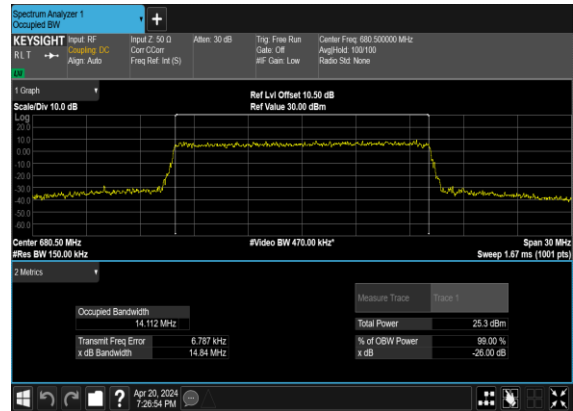 Spectrum Analyzer 1
Occupied BW
KEYSIGHT Input: RF Input Z: 50 Ω Atten: 30 dB Trig: Free Run Center Freq: 680.500000 MHz
RLT Coupling: DC Corr CCorr Gate: Off Avg|Hold: 100/100
Align: Auto Freq Ref: Int (S) #IF Gain: Low Radio Std: None
1 Graph
Ref Lvl Offset 10.50 dB
Scale/Div 10.0 dB Ref Value 30.00 dBm
Log
20.0
10.0
0.00
-10.0
-20.0
-30.0
-40.0
-50.0
-60.0
Center 680.50 MHz #Video BW 470.00 kHz* Span 30 MHz
#Res BW 150.00 kHz Sweep 1.67 ms (1001 pts)
2 Metrics
Measure Trace Trace 1
Occupied Bandwidth
14.112 MHz Total Power 25.3 dBm
Transmit Freq Error 6.787 kHz % of OBW Power 99.00 %
x dB Bandwidth 14.84 MHz x dB -26.00 dB
? Apr 20, 2024
7:26:54 PM